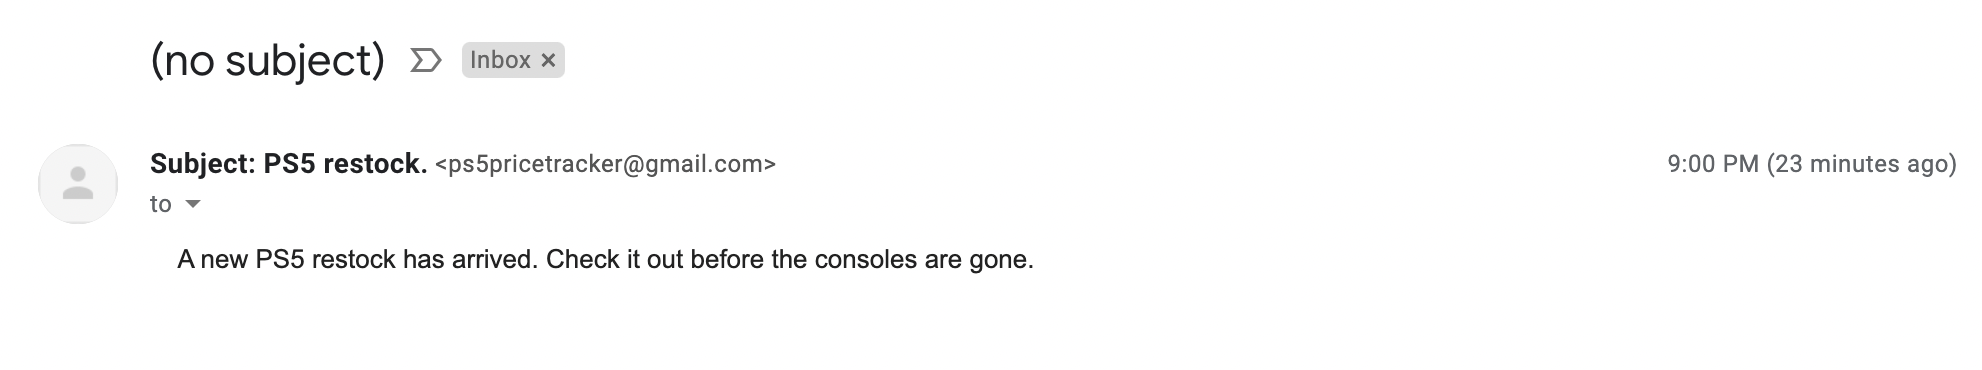 (no subject) Inbox ×
Subject: PS5 restock. <ps5pricetracker@gmail.com> 9:00 PM (23 minutes ago)
to
A new PS5 restock has arrived. Check it out before the consoles are gone.